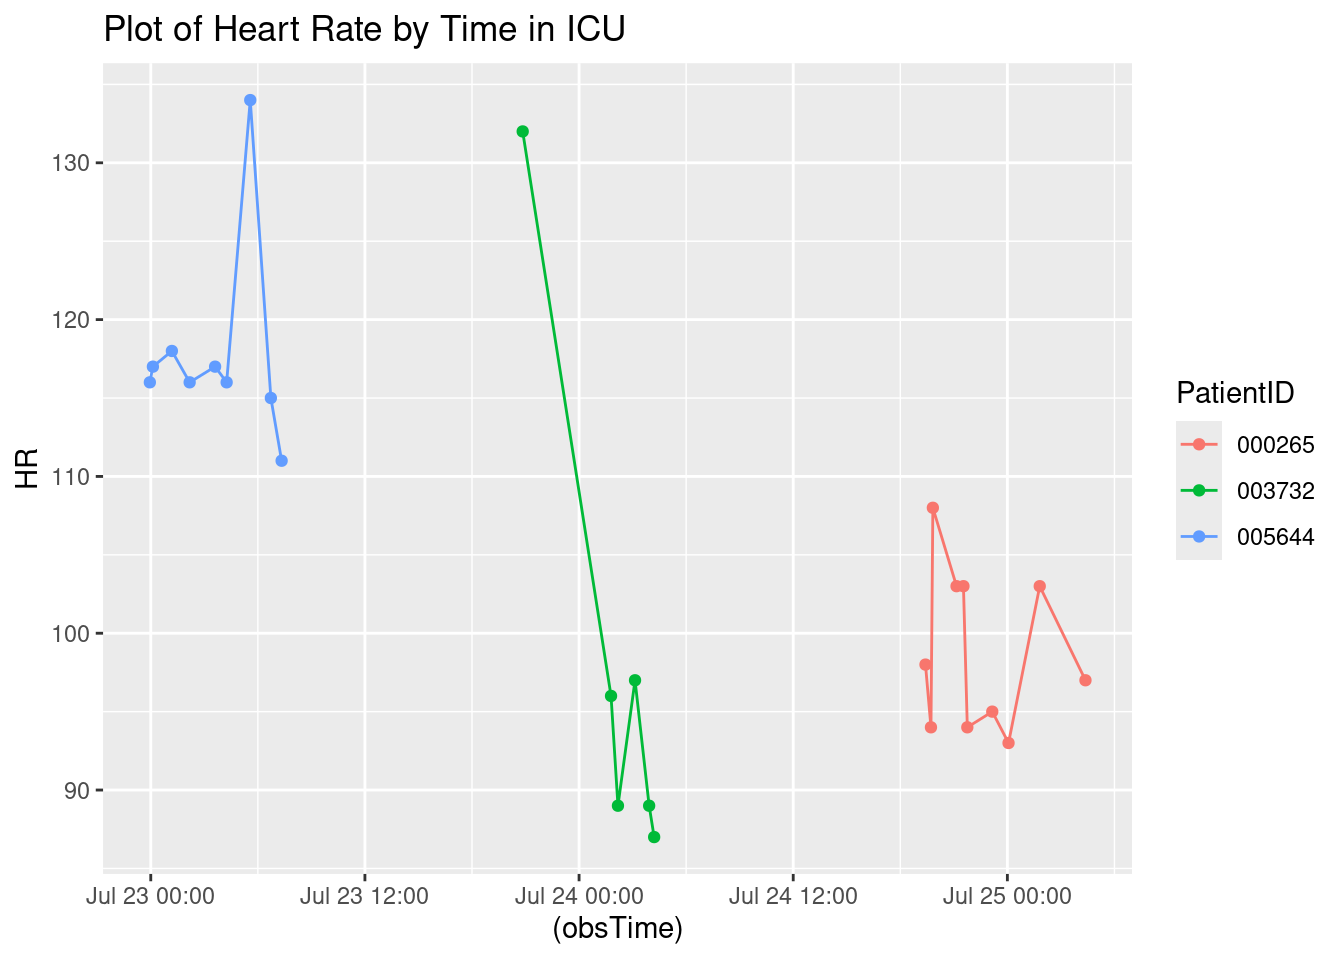 Plot of Heart Rate by Time in ICU
HR
130
120
110
100
90
Jul 23 00:00
Jul 23 12:00
Jul 24 00:00
Jul 24 12:00
Jul 25 00:00
(obsTime)
PatientID
000265
003732
005644